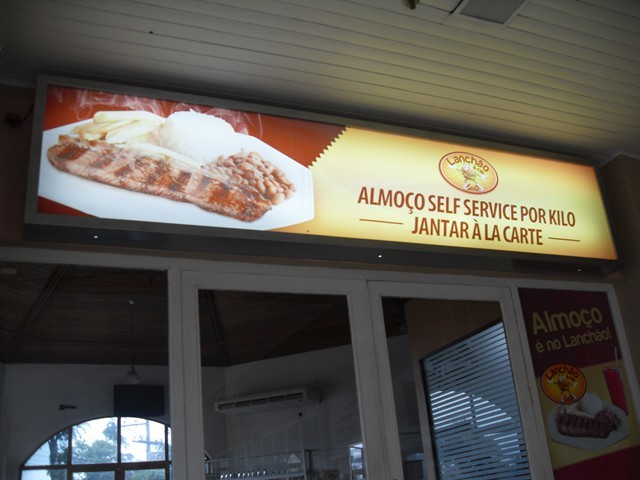 Lanchão
ALMOÇO SELF SERVICE POR KILO
JANTAR À LA CARTE
Almoço
é no Lanchão!
Lanchão